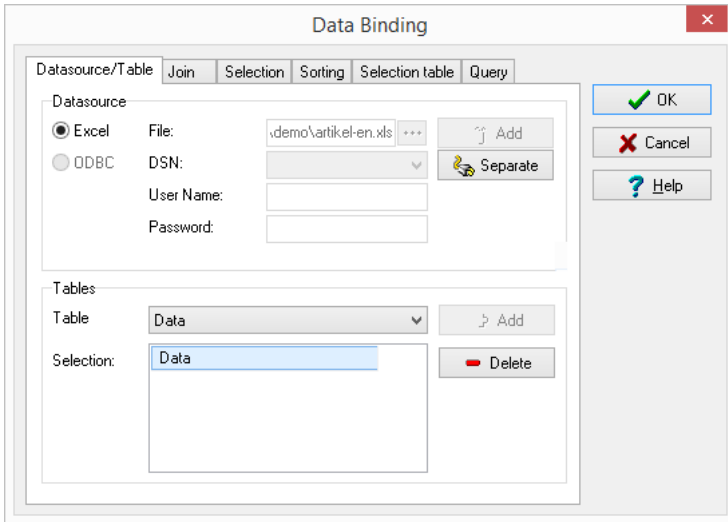 Data Binding
Datasource/Table Join Selection Sorting Selection table Query
Datasource
Excel File: .demo\artikel-en.xls ... Add
ODBC DSN: Separate
User Name:
Password:
OK
Cancel
? Help
Tables
Table Data Add
Selection: Data Delete